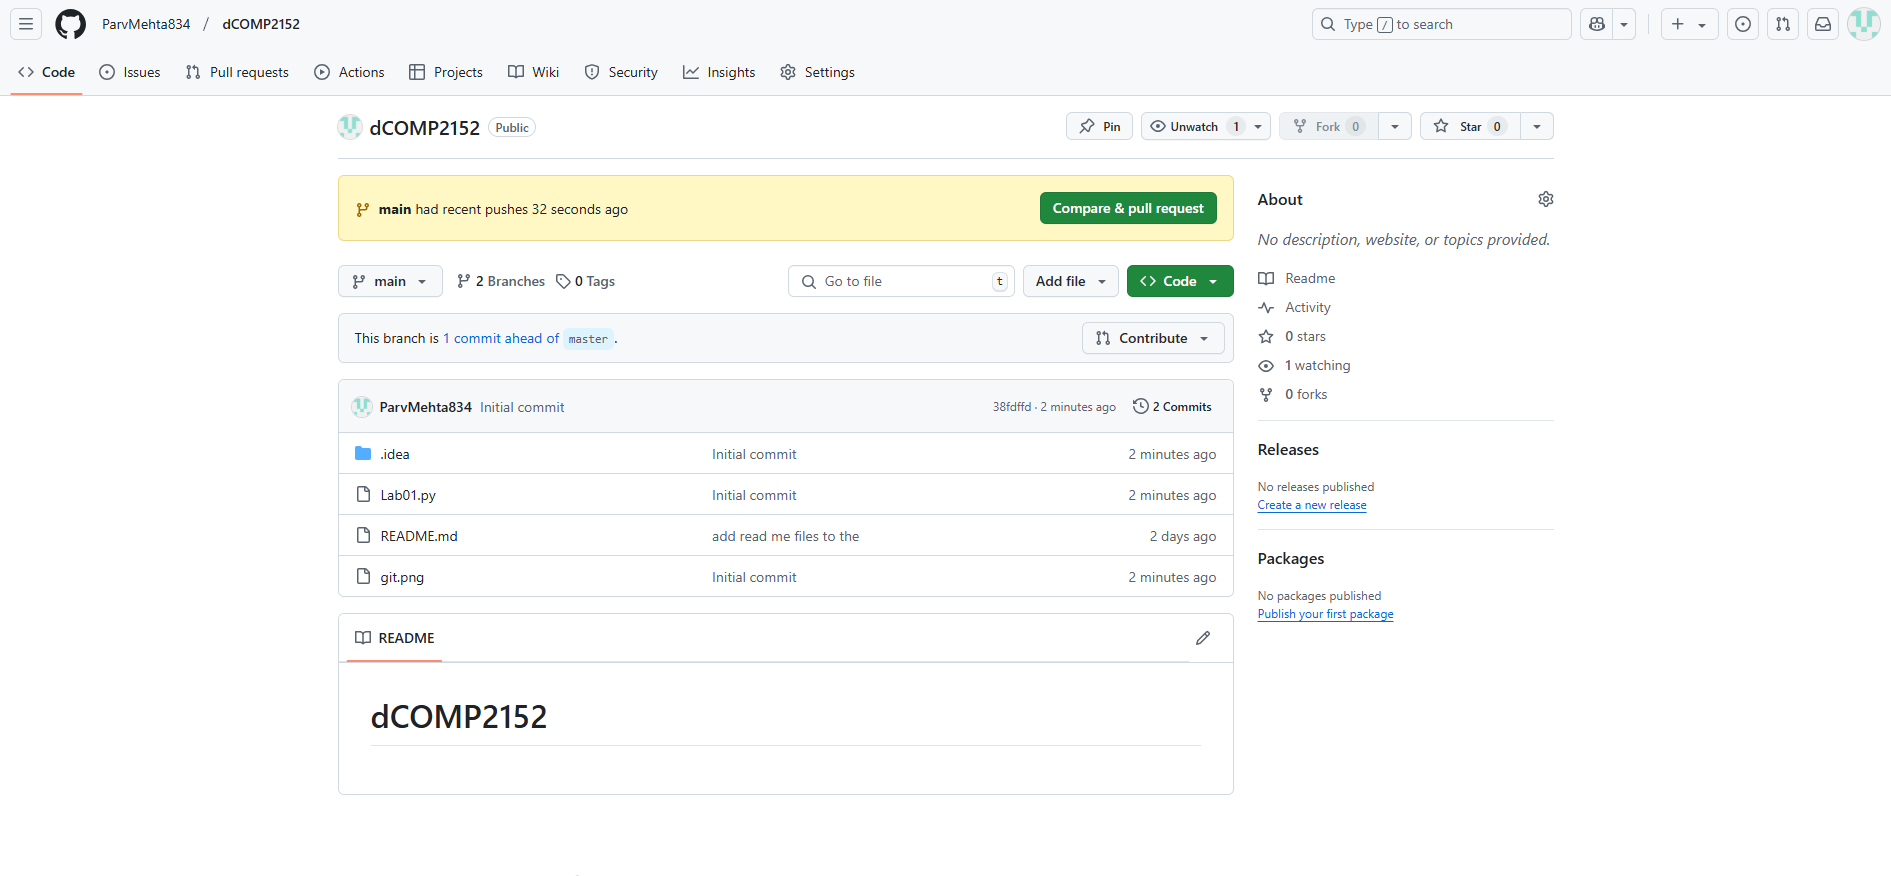 ParvMehta834 / dCOMP2152
Type / to search
Code Issues Pull requests Actions Projects Wiki Security Insights Settings
dCOMP2152 Public
Pin Unwatch 1 Fork 0 Star 0
main had recent pushes 32 seconds ago
Compare & pull request
main 2 Branches 0 Tags
Go to file t
Add file
Code
This branch is 1 commit ahead of master .
Contribute
ParvMehta834 Initial commit 38fdffd · 2 minutes ago 2 Commits
.idea Initial commit 2 minutes ago
Lab01.py Initial commit 2 minutes ago
README.md add read me files to the 2 days ago
git.png Initial commit 2 minutes ago
README
dCOMP2152
About
No description, website, or topics provided.
Readme
Activity
0 stars
1 watching
0 forks
Releases
No releases published
Create a new release
Packages
No packages published
Publish your first package